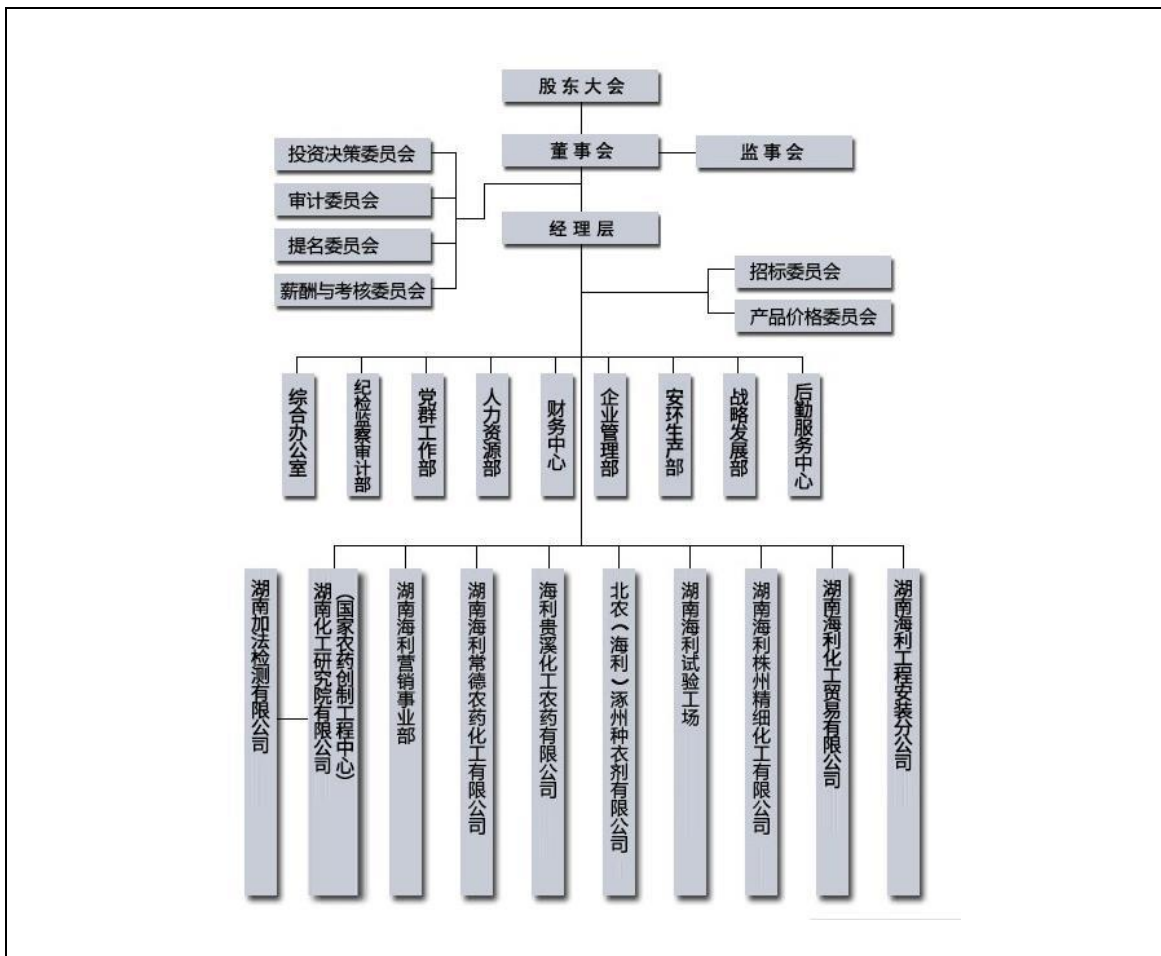 股东大会
董事会
监事会
投资决策委员会
审计委员会
提名委员会
薪酬与考核委员会
经理层
招标委员会
产品价格委员会
综合办公室
纪检监察审计部
党群工作部
人力资源部
财务中心
企业管理部
安环生产部
战略发展部
后勤服务中心
湖南加法检测有限公司
（国家农药创制工程中心）
湖南化工研究院有限公司
湖南海利营销事业部
湖南海利常德农药化工有限公司
海利贵溪化工农药有限公司
北农（海利）涿州种衣剂有限公司
湖南海利试验工场
湖南海利株州精细化工有限公司
湖南海利化工贸易有限公司
湖南海利工程安装分公司